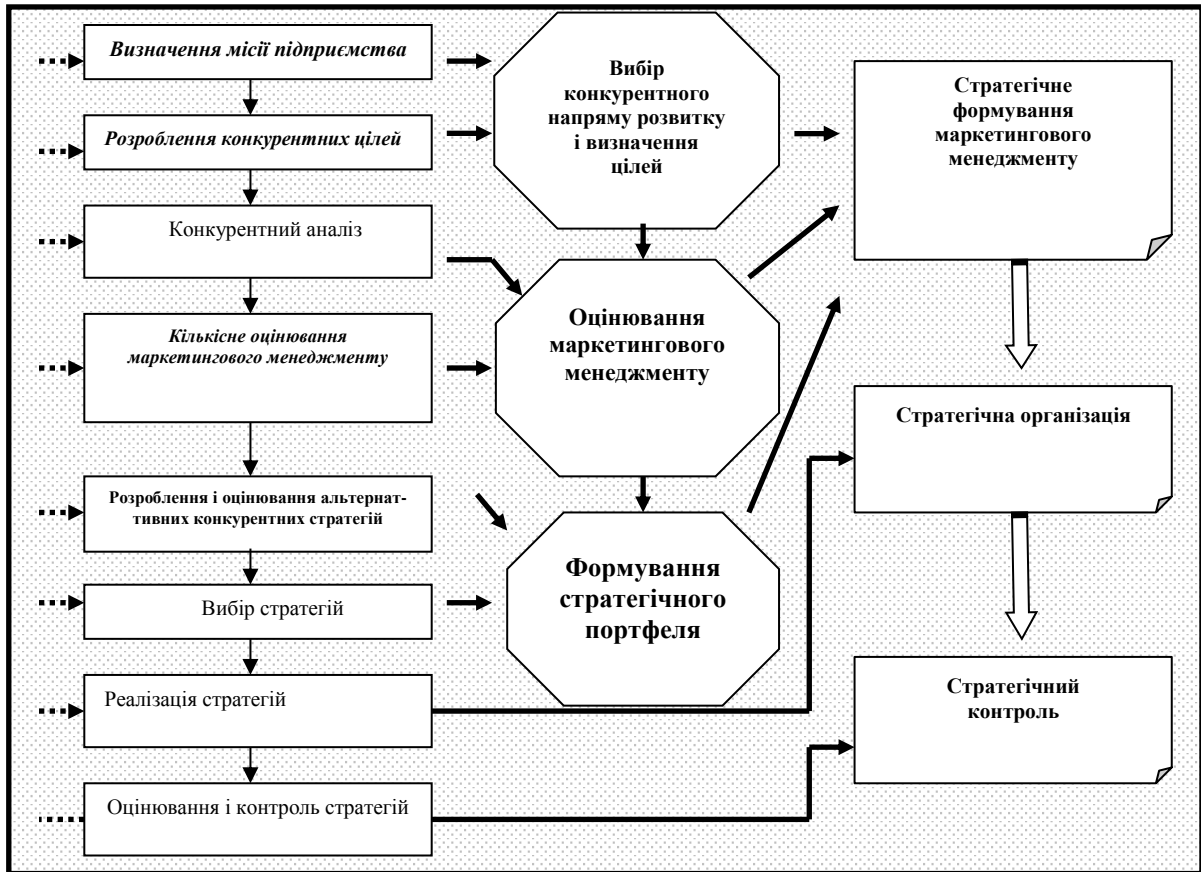 Визначення місії підприємства
Розроблення конкурентних цілей
Конкурентний аналіз
Кількісне оцінювання
маркетингового менеджменту
Розроблення і оцінювання альтернат-
тивних конкурентних стратегій
Вибір стратегій
Реалізація стратегій
Оцінювання і контроль стратегій
Вибір
конкурентного
напряму розвитку
і визначення
цілей
Оцінювання
маркетингового
менеджменту
Формування
стратегічного
портфеля
Стратегічне
формування
маркетингового
менеджменту
Стратегічна організація
Стратегічний
контроль